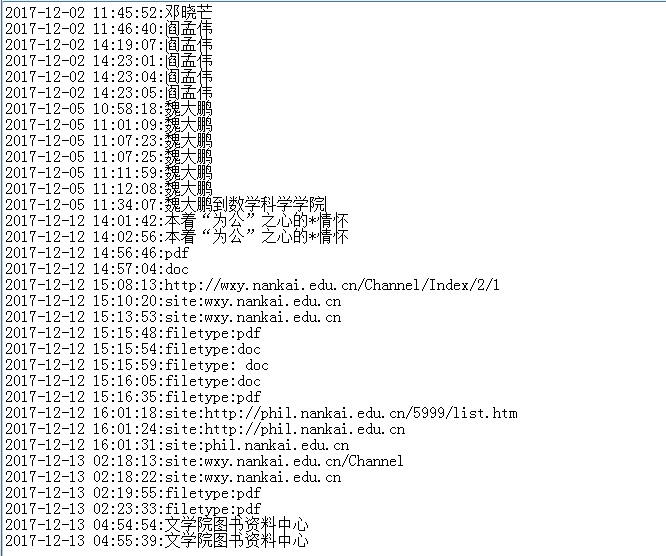 2017-12-02 11:45:52:邓晓芒
2017-12-02 11:46:40:阎孟伟
2017-12-02 14:19:07:阎孟伟
2017-12-02 14:23:01:阎孟伟
2017-12-02 14:23:04:阎孟伟
2017-12-02 14:23:05:阎孟伟
2017-12-05 10:58:18:魏大鹏
2017-12-05 11:01:09:魏大鹏
2017-12-05 11:07:23:魏大鹏
2017-12-05 11:07:25:魏大鹏
2017-12-05 11:11:59:魏大鹏
2017-12-05 11:12:08:魏大鹏
2017-12-05 11:34:07:魏大鹏到数学科学学院
2017-12-12 14:01:42:本着“为公”之心的*情怀
2017-12-12 14:02:56:本着“为公”之心的*情怀
2017-12-12 14:56:46:pdf
2017-12-12 14:57:04:doc
2017-12-12 15:08:13:http://wxy.nankai.edu.cn/Channel/Index/2/1
2017-12-12 15:10:20:site:wxy.nankai.edu.cn
2017-12-12 15:13:53:site:wxy.nankai.edu.cn
2017-12-12 15:15:48:filetype:pdf
2017-12-12 15:15:54:filetype:doc
2017-12-12 15:15:59:filetype: doc
2017-12-12 15:16:05:filetype:doc
2017-12-12 15:16:35:filetype:pdf
2017-12-12 16:01:18:site:http://phil.nankai.edu.cn/5999/list.htm
2017-12-12 16:01:24:site:http://phil.nankai.edu.cn
2017-12-12 16:01:31:site:phil.nankai.edu.cn
2017-12-13 02:18:13:site:wxy.nankai.edu.cn/Channel
2017-12-13 02:18:22:site:wxy.nankai.edu.cn
2017-12-13 02:19:55:filetype:pdf
2017-12-13 02:23:33:filetype:pdf
2017-12-13 04:54:54:文学院图书资料中心
2017-12-13 04:55:39:文学院图书资料中心